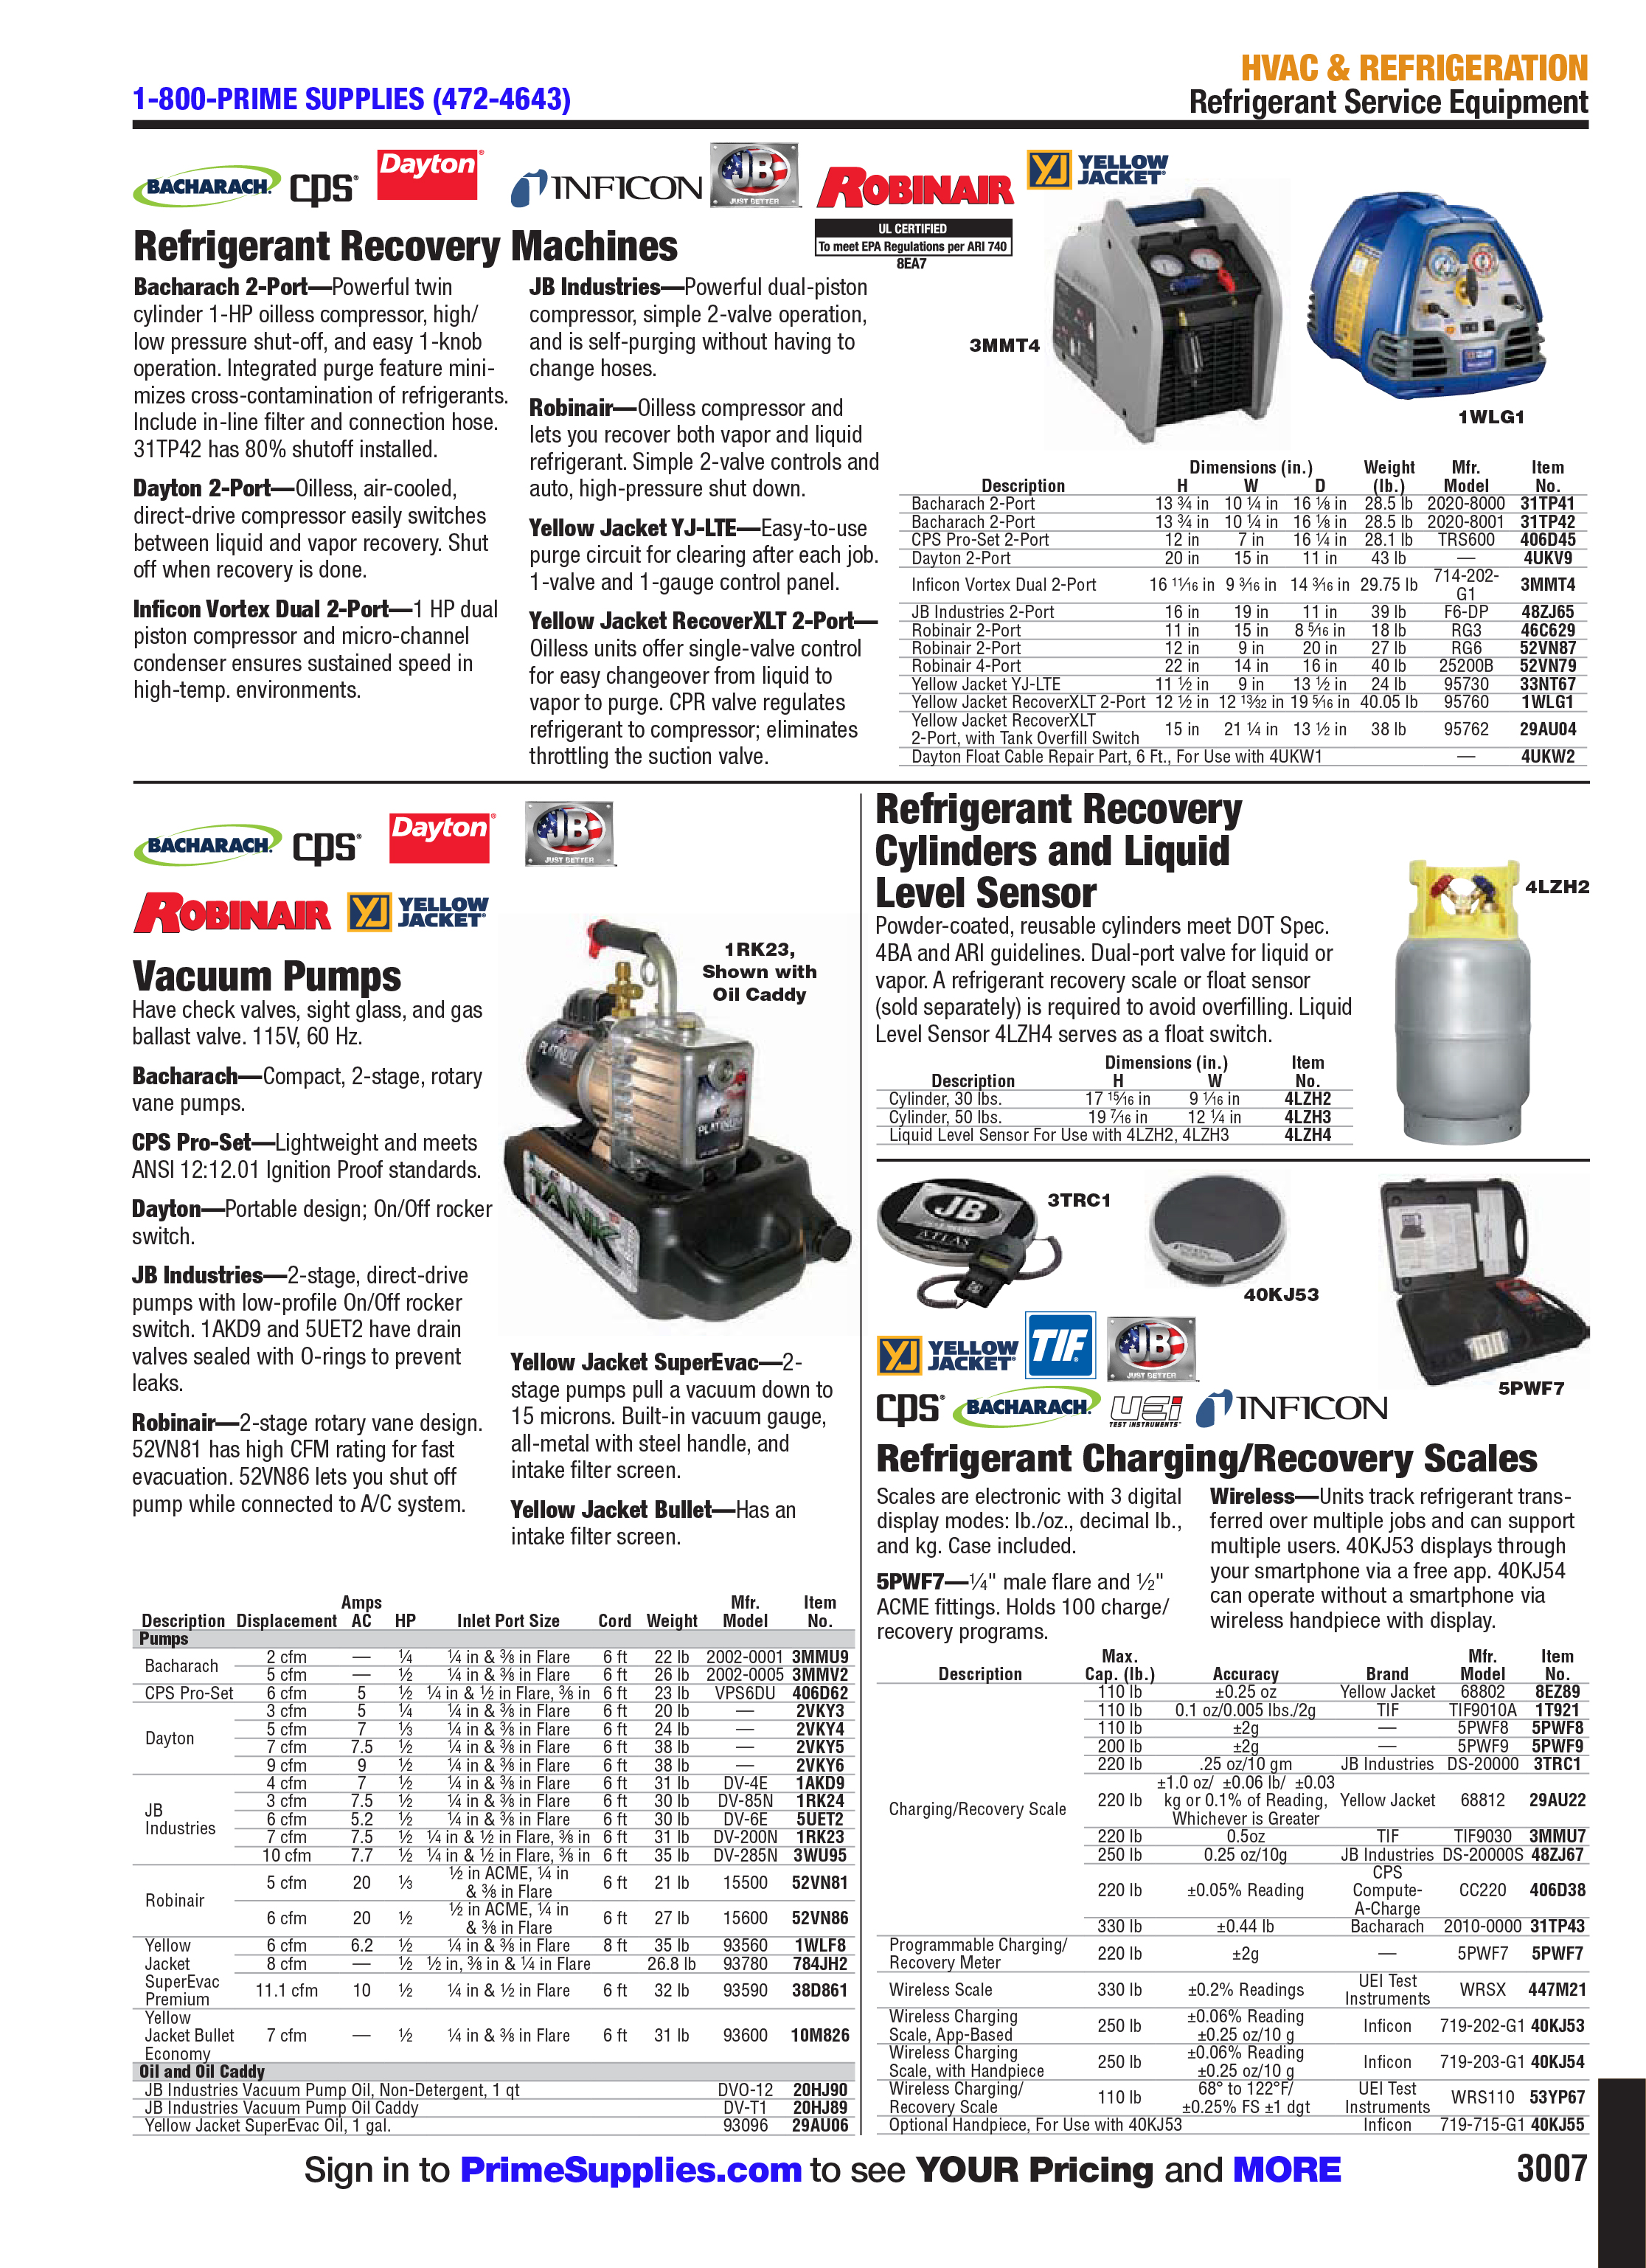 HVAC & REFRIGERATION
1-800-PRIME SUPPLIES (472-4643)
Refrigerant Service Equipment
BACHARACH®
CPS®
Dayton®
INFICON
JB
JUST BETTER
ROBINAIR
YJ YELLOW JACKET®
UL CERTIFIED
To meet EPA Regulations per ARI 740
8EA7
Refrigerant Recovery Machines
Bacharach 2-Port—Powerful twin
cylinder 1-HP oilless compressor, high/
low pressure shut-off, and easy 1-knob
operation. Integrated purge feature mini-
mizes cross-contamination of refrigerants.
Include in-line filter and connection hose.
31TP42 has 80% shutoff installed.
Dayton 2-Port—Oilless, air-cooled,
direct-drive compressor easily switches
between liquid and vapor recovery. Shut
off when recovery is done.
Inficon Vortex Dual 2-Port—1 HP dual
piston compressor and micro-channel
condenser ensures sustained speed in
high-temp. environments.
JB Industries—Powerful dual-piston
compressor, simple 2-valve operation,
and is self-purging without having to
change hoses.
Robinair—Oilless compressor and
lets you recover both vapor and liquid
refrigerant. Simple 2-valve controls and
auto, high-pressure shut down.
Yellow Jacket YJ-LTE—Easy-to-use
purge circuit for clearing after each job.
1-valve and 1-gauge control panel.
Yellow Jacket RecoverXLT 2-Port—
Oilless units offer single-valve control
for easy changeover from liquid to
vapor to purge. CPR valve regulates
refrigerant to compressor; eliminates
throttling the suction valve.
3MMT4
1WLG1
Dimensions (in.) Weight Mfr. Item
Description H W D (lb.) Model No.
Bacharach 2-Port 13 ¾ in 10 ¼ in 16 ⅛ in 28.5 lb 2020-8000 31TP41
Bacharach 2-Port 13 ¾ in 10 ¼ in 16 ⅛ in 28.5 lb 2020-8001 31TP42
CPS Pro-Set 2-Port 12 in 7 in 16 ¼ in 28.1 lb TRS600 406D45
Dayton 2-Port 20 in 15 in 11 in 43 lb — 4UKV9
Inficon Vortex Dual 2-Port 16 11/16 in 9 3/16 in 14 3/16 in 29.75 lb 714-202-G1 3MMT4
JB Industries 2-Port 16 in 19 in 11 in 39 lb F6-DP 48ZJ65
Robinair 2-Port 11 in 15 in 8 5/16 in 18 lb RG3 46C629
Robinair 2-Port 12 in 9 in 20 in 27 lb RG6 52VN87
Robinair 4-Port 22 in 14 in 16 in 40 lb 25200B 52VN79
Yellow Jacket YJ-LTE 11 ½ in 9 in 13 ½ in 24 lb 95730 33NT67
Yellow Jacket RecoverXLT 2-Port 12 ½ in 12 13/32 in 19 5/16 in 40.05 lb 95760 1WLG1
Yellow Jacket RecoverXLT
2-Port, with Tank Overfill Switch 15 in 21 ¼ in 13 ½ in 38 lb 95762 29AU04
Dayton Float Cable Repair Part, 6 Ft., For Use with 4UKW1 — 4UKW2
BACHARACH®
CPS®
Dayton®
JB
JUST BETTER
ROBINAIR
YJ YELLOW JACKET®
Vacuum Pumps
Have check valves, sight glass, and gas
ballast valve. 115V, 60 Hz.
Bacharach—Compact, 2-stage, rotary
vane pumps.
CPS Pro-Set—Lightweight and meets
ANSI 12:12.01 Ignition Proof standards.
Dayton—Portable design; On/Off rocker
switch.
JB Industries—2-stage, direct-drive
pumps with low-profile On/Off rocker
switch. 1AKD9 and 5UET2 have drain
valves sealed with O-rings to prevent
leaks.
Robinair—2-stage rotary vane design.
52VN81 has high CFM rating for fast
evacuation. 52VN86 lets you shut off
pump while connected to A/C system.
1RK23,
Shown with
Oil Caddy
PLATINUM
PLATINUM
TANK
Yellow Jacket SuperEvac—2-
stage pumps pull a vacuum down to
15 microns. Built-in vacuum gauge,
all-metal with steel handle, and
intake filter screen.
Yellow Jacket Bullet—Has an
intake filter screen.
Amps Mfr. Item
Description Displacement AC HP Inlet Port Size Cord Weight Model No.
Pumps
Bacharach 2 cfm — ¼ ¼ in & ⅜ in Flare 6 ft 22 lb 2002-0001 3MMU9
5 cfm — ½ ¼ in & ⅜ in Flare 6 ft 26 lb 2002-0005 3MMV2
CPS Pro-Set 6 cfm 5 ½ ¼ in & ½ in Flare, ⅜ in 6 ft 23 lb VPS6DU 406D62
Dayton 3 cfm 5 ¼ ¼ in & ⅜ in Flare 6 ft 20 lb — 2VKY3
5 cfm 7 ⅓ ¼ in & ⅜ in Flare 6 ft 24 lb — 2VKY4
7 cfm 7.5 ½ ¼ in & ⅜ in Flare 6 ft 38 lb — 2VKY5
9 cfm 9 ½ ¼ in & ⅜ in Flare 6 ft 38 lb — 2VKY6
JB Industries 4 cfm 7 ½ ¼ in & ⅜ in Flare 6 ft 31 lb DV-4E 1AKD9
3 cfm 7.5 ½ ¼ in & ⅜ in Flare 6 ft 30 lb DV-85N 1RK24
6 cfm 5.2 ½ ¼ in & ⅜ in Flare 6 ft 30 lb DV-6E 5UET2
7 cfm 7.5 ½ ¼ in & ½ in Flare, ⅜ in 6 ft 31 lb DV-200N 1RK23
10 cfm 7.7 ½ ¼ in & ½ in Flare, ⅜ in 6 ft 35 lb DV-285N 3WU95
Robinair 5 cfm 20 ⅓ ½ in ACME, ¼ in & ⅜ in Flare 6 ft 21 lb 15500 52VN81
6 cfm 20 ½ ½ in ACME, ¼ in & ⅜ in Flare 6 ft 27 lb 15600 52VN86
Yellow Jacket SuperEvac Premium 6 cfm 6.2 ½ ¼ in & ⅜ in Flare 8 ft 35 lb 93560 1WLF8
8 cfm — ½ ½ in, ⅜ in & ¼ in Flare 26.8 lb 93780 784JH2
11.1 cfm 10 ½ ¼ in & ½ in Flare 6 ft 32 lb 93590 38D861
Yellow Jacket Bullet Economy 7 cfm — ½ ¼ in & ⅜ in Flare 6 ft 31 lb 93600 10M826
Oil and Oil Caddy
JB Industries Vacuum Pump Oil, Non-Detergent, 1 qt DVO-12 20HJ90
JB Industries Vacuum Pump Oil Caddy DV-T1 20HJ89
Yellow Jacket SuperEvac Oil, 1 gal. 93096 29AU06
Refrigerant Recovery
Cylinders and Liquid
Level Sensor
Powder-coated, reusable cylinders meet DOT Spec.
4BA and ARI guidelines. Dual-port valve for liquid or
vapor. A refrigerant recovery scale or float sensor
(sold separately) is required to avoid overfilling. Liquid
Level Sensor 4LZH4 serves as a float switch.
4LZH2
Dimensions (in.) Item
Description H W No.
Cylinder, 30 lbs. 17 15/16 in 9 1/16 in 4LZH2
Cylinder, 50 lbs. 19 7/16 in 12 ¼ in 4LZH3
Liquid Level Sensor For Use with 4LZH2, 4LZH3 4LZH4
JB
ATLAS
3TRC1
40KJ53
5PWF7
YJ YELLOW JACKET®
TIF®
JB
JUST BETTER
CPS®
BACHARACH®
UEi
TEST INSTRUMENTS™
INFICON
Refrigerant Charging/Recovery Scales
Scales are electronic with 3 digital
display modes: lb./oz., decimal lb.,
and kg. Case included.
5PWF7—¼" male flare and ½"
ACME fittings. Holds 100 charge/
recovery programs.
Wireless—Units track refrigerant trans-
ferred over multiple jobs and can support
multiple users. 40KJ53 displays through
your smartphone via a free app. 40KJ54
can operate without a smartphone via
wireless handpiece with display.
Max. Mfr. Item
Description Cap. (lb.) Accuracy Brand Model No.
Charging/Recovery Scale 110 lb ±0.25 oz Yellow Jacket 68802 8EZ89
110 lb 0.1 oz/0.005 lbs./2g TIF TIF9010A 1T921
110 lb ±2g — 5PWF8 5PWF8
200 lb ±2g — 5PWF9 5PWF9
220 lb .25 oz/10 gm JB Industries DS-20000 3TRC1
220 lb ±1.0 oz/ ±0.06 lb/ ±0.03 kg or 0.1% of Reading, Whichever is Greater Yellow Jacket 68812 29AU22
220 lb 0.5oz TIF TIF9030 3MMU7
250 lb 0.25 oz/10g JB Industries DS-20000S 48ZJ67
220 lb ±0.05% Reading CPS Compute-A-Charge CC220 406D38
330 lb ±0.44 lb Bacharach 2010-0000 31TP43
Programmable Charging/
Recovery Meter 220 lb ±2g — 5PWF7 5PWF7
Wireless Scale 330 lb ±0.2% Readings UEI Test Instruments WRSX 447M21
Wireless Charging
Scale, App-Based 250 lb ±0.06% Reading ±0.25 oz/10 g Inficon 719-202-G1 40KJ53
Wireless Charging
Scale, with Handpiece 250 lb ±0.06% Reading ±0.25 oz/10 g Inficon 719-203-G1 40KJ54
Wireless Charging/
Recovery Scale 110 lb 68° to 122°F/ ±0.25% FS ±1 dgt UEI Test Instruments WRS110 53YP67
Optional Handpiece, For Use with 40KJ53 Inficon 719-715-G1 40KJ55
Sign in to PrimeSupplies.com to see YOUR Pricing and MORE
3007